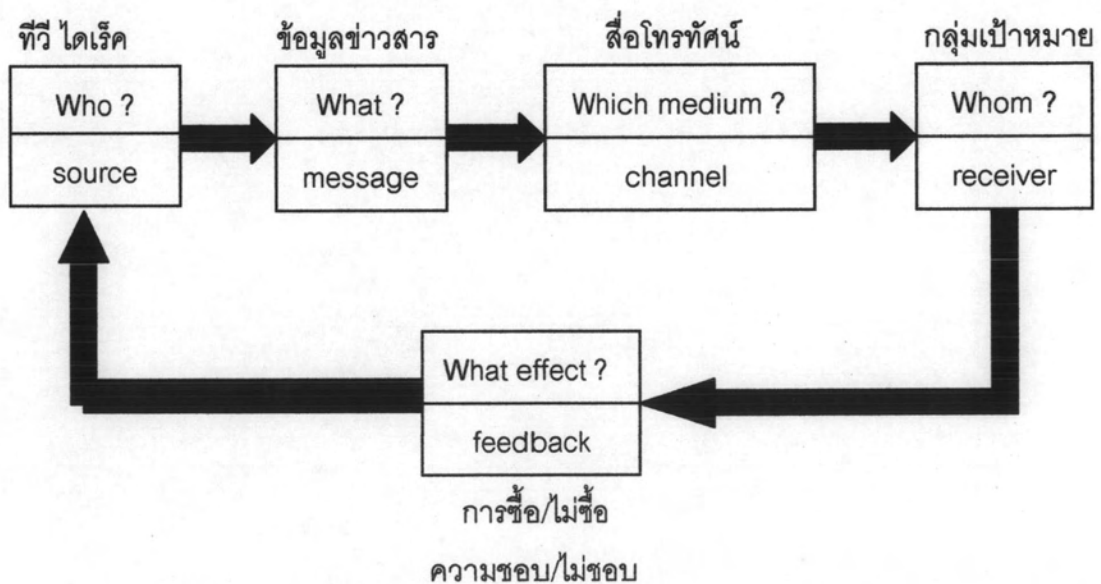 ทีวี ไดเร็ค
ข้อมูลข่าวสาร
สื่อโทรทัศน์
กลุ่มเป้าหมาย
Who ?
What ?
Which medium ?
Whom ?
source
message
channel
receiver
What effect ?
feedback
การซื้อ/ไม่ซื้อ
ความชอบ/ไม่ชอบ